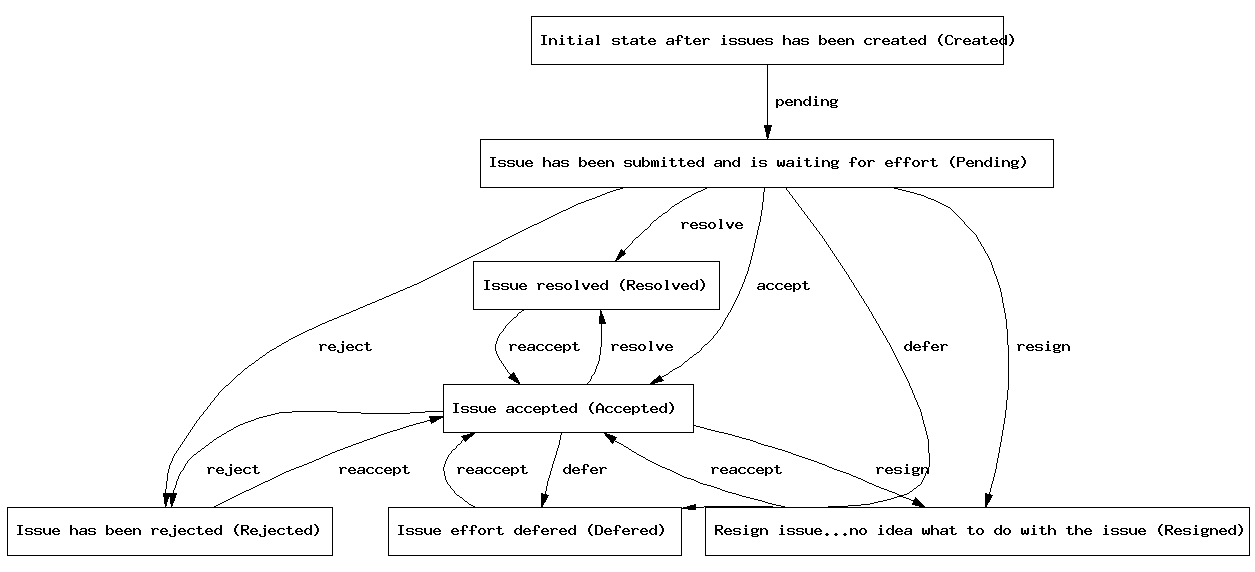 Initial state after issues has been created (Created)
pending
Issue has been submitted and is waiting for effort (Pending)
resolve
Issue resolved (Resolved)
accept
reject
reaccept
resolve
defer
resign
Issue accepted (Accepted)
reject
reaccept
reaccept
defer
reaccept
resign
Issue has been rejected (Rejected)
Issue effort defered (Defered)
Resign issue...no idea what to do with the issue (Resigned)